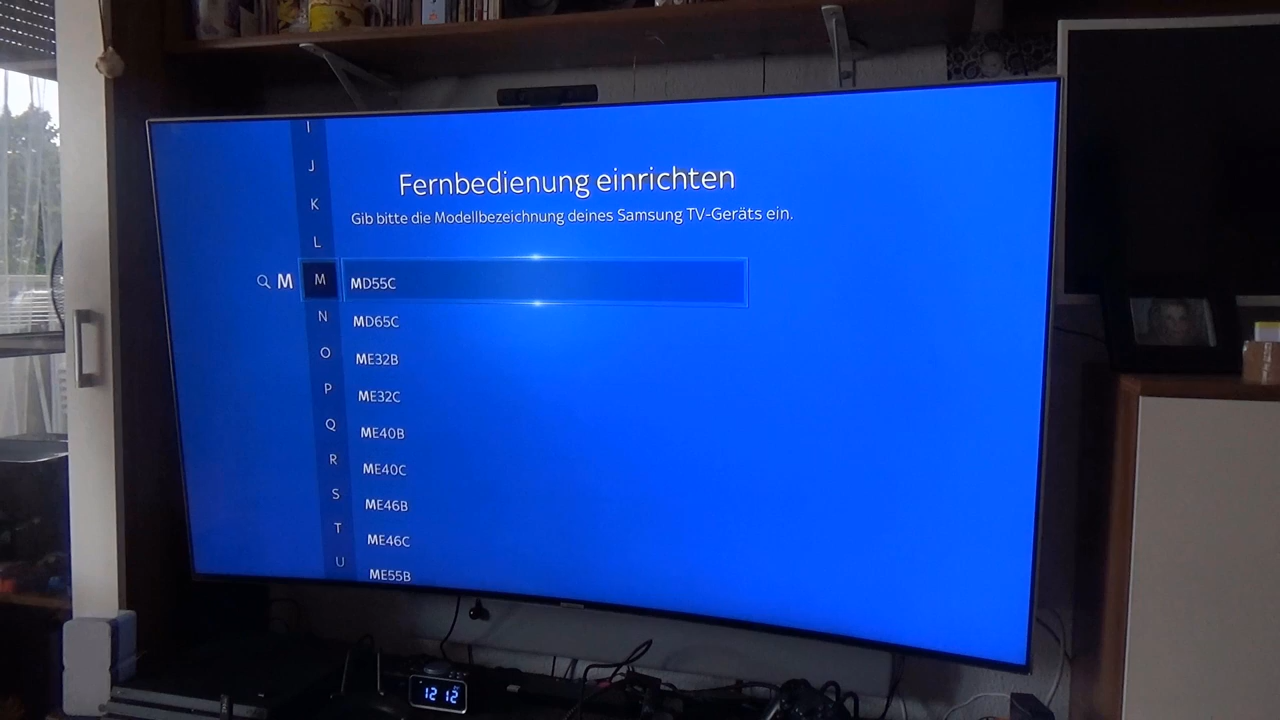 I
J
Fernbedienung einrichten
K
Gib bitte die Modellbezeichnung deines Samsung TV-Geräts ein.
L
M M MD55C
N MD65C
O ME32B
P ME32C
Q ME40B
R ME40C
S ME46B
T ME46C
U ME55B
12 12